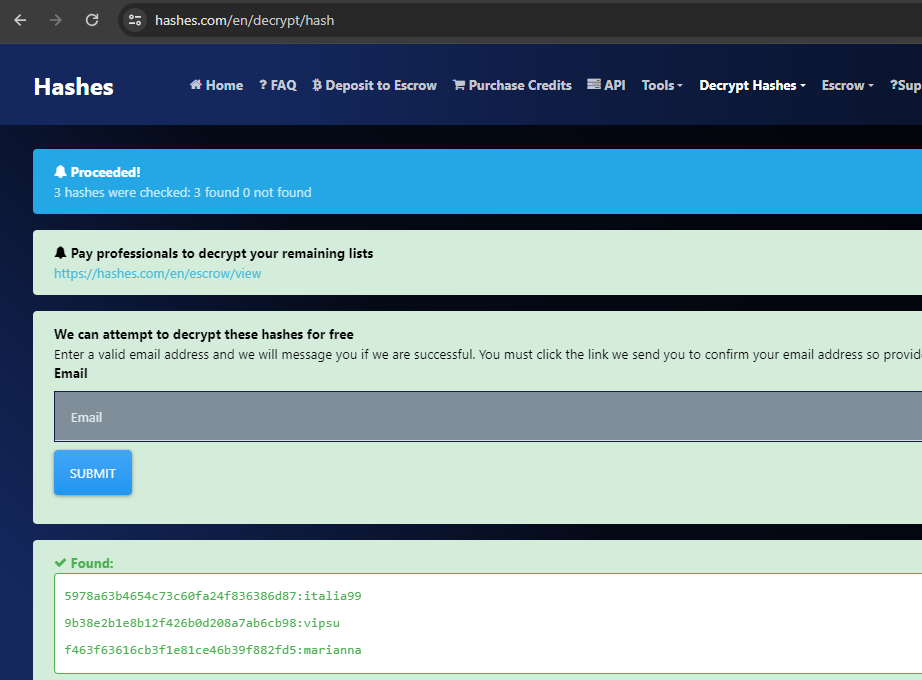 hashes.com/en/decrypt/hash
Hashes
Home ? FAQ Deposit to Escrow Purchase Credits API Tools Decrypt Hashes Escrow ?Sup
Proceeded!
3 hashes were checked: 3 found 0 not found
Pay professionals to decrypt your remaining lists
https://hashes.com/en/escrow/view
We can attempt to decrypt these hashes for free
Enter a valid email address and we will message you if we are successful. You must click the link we send you to confirm your email address so provid
Email
Email
SUBMIT
Found:
5978a63b4654c73c60fa24f836386d87:italia99
9b38e2b1e8b12f426b0d208a7ab6cb98:vipsu
f463f63616cb3f1e81ce46b39f882fd5:marianna